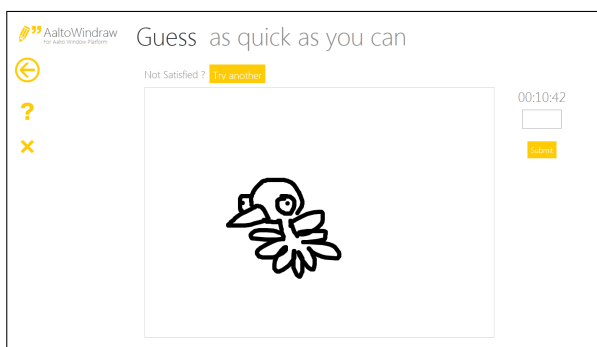 AaltoWindraw
For Aalto Window Platform
Guess as quick as you can
Not Satisfied ? Try another
00:10:42
?
Submit